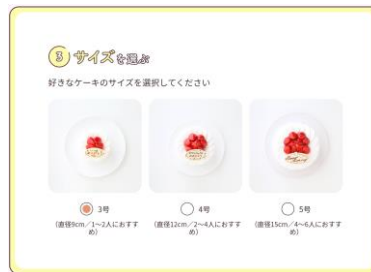 3 サイズを選ぶ
好きなケーキのサイズを選択してください
3号
4号
5号
(直径9cm/1〜2人におすすめ)
(直径12cm/2〜4人におすすめ)
(直径15cm/4〜6人におすすめ)